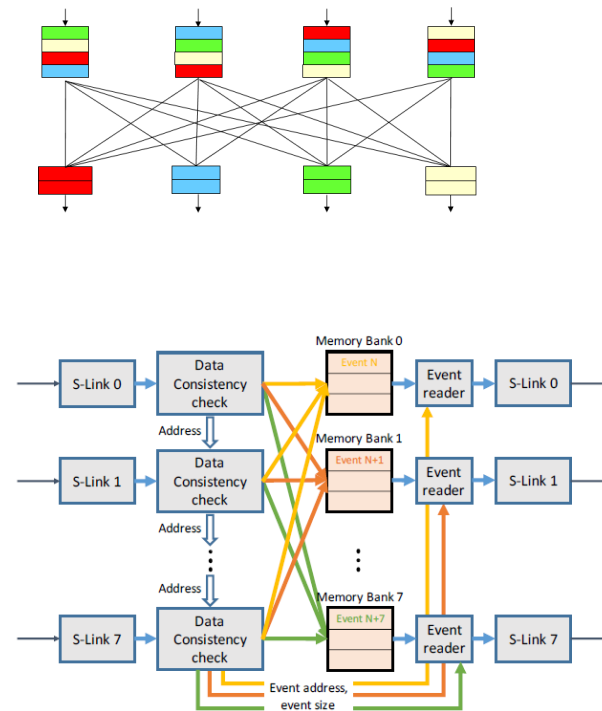 Memory Bank 0
S-Link 0
Data
Consistency
check
Event N
Event
reader
S-Link 0
Address
Memory Bank 1
S-Link 1
Data
Consistency
check
Event N+1
Event
reader
S-Link 1
Address
Address
Memory Bank 7
S-Link 7
Data
Consistency
check
Event N+7
Event
reader
S-Link 7
Event address,
event size